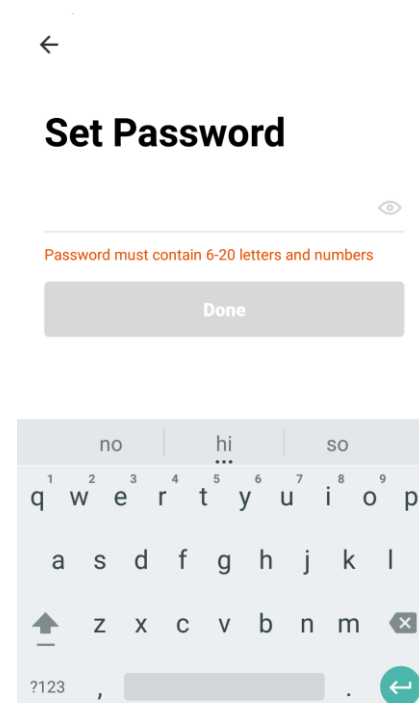 Set Password
Password must contain 6-20 letters and numbers
Done
no hi so
1 2 3 4 5 6 7 8 9
q w e r t y u i o p
a s d f g h j k l
z x c v b n m
?123 , .